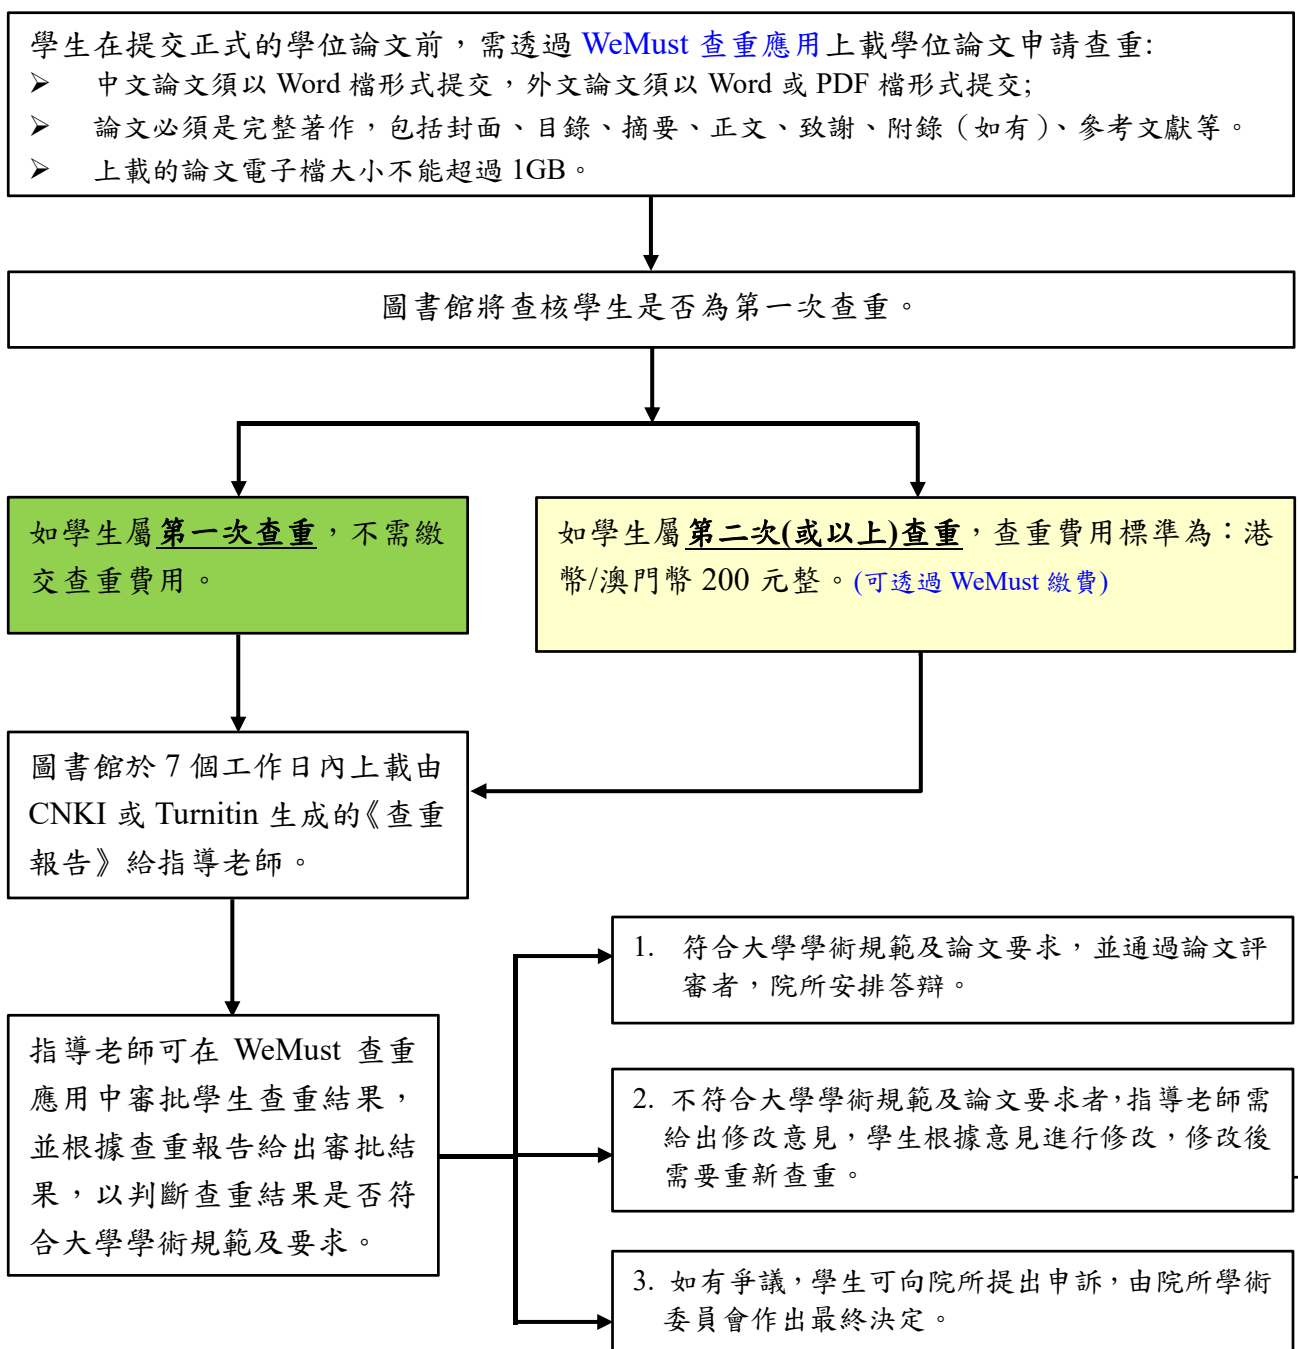 學生在提交正式的學位論文前，需透過 WeMust 查重應用上載學位論文申請查重:
➢ 中文論文須以 Word 檔形式提交，外文論文須以 Word 或 PDF 檔形式提交;
➢ 論文必須是完整著作，包括封面、目錄、摘要、正文、致謝、附錄（如有）、參考文獻等。
➢ 上載的論文電子檔大小不能超過 1GB。
圖書館將查核學生是否為第一次查重。
如學生屬第一次查重，不需繳
交查重費用。
如學生屬第二次(或以上)查重，查重費用標準為：港
幣/澳門幣 200 元整。(可透過 WeMust 繳費)
圖書館於 7 個工作日內上載由
CNKI 或 Turnitin 生成的《查重
報告》給指導老師。
指導老師可在 WeMust 查重
應用中審批學生查重結果，
並根據查重報告給出審批結
果，以判斷查重結果是否符
合大學學術規範及要求。
1. 符合大學學術規範及論文要求，並通過論文評
審者，院所安排答辯。
2. 不符合大學學術規範及論文要求者，指導老師需
給出修改意見，學生根據意見進行修改，修改後
需要重新查重。
3. 如有爭議，學生可向院所提出申訴，由院所學術
委員會作出最終決定。